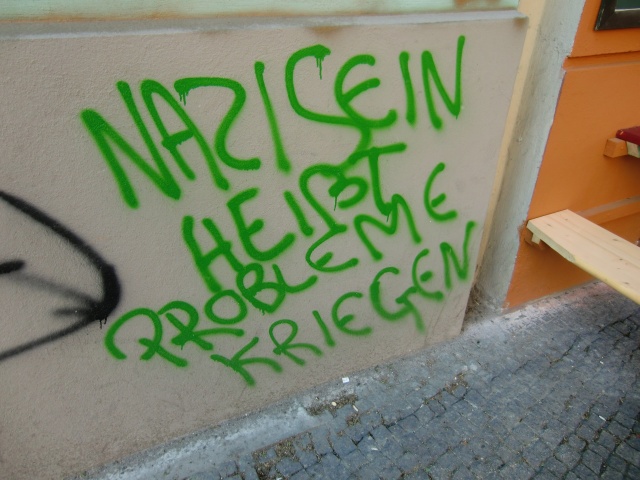 NAZI SEIN
HEIßT
PROBLEME
KRIEGEN